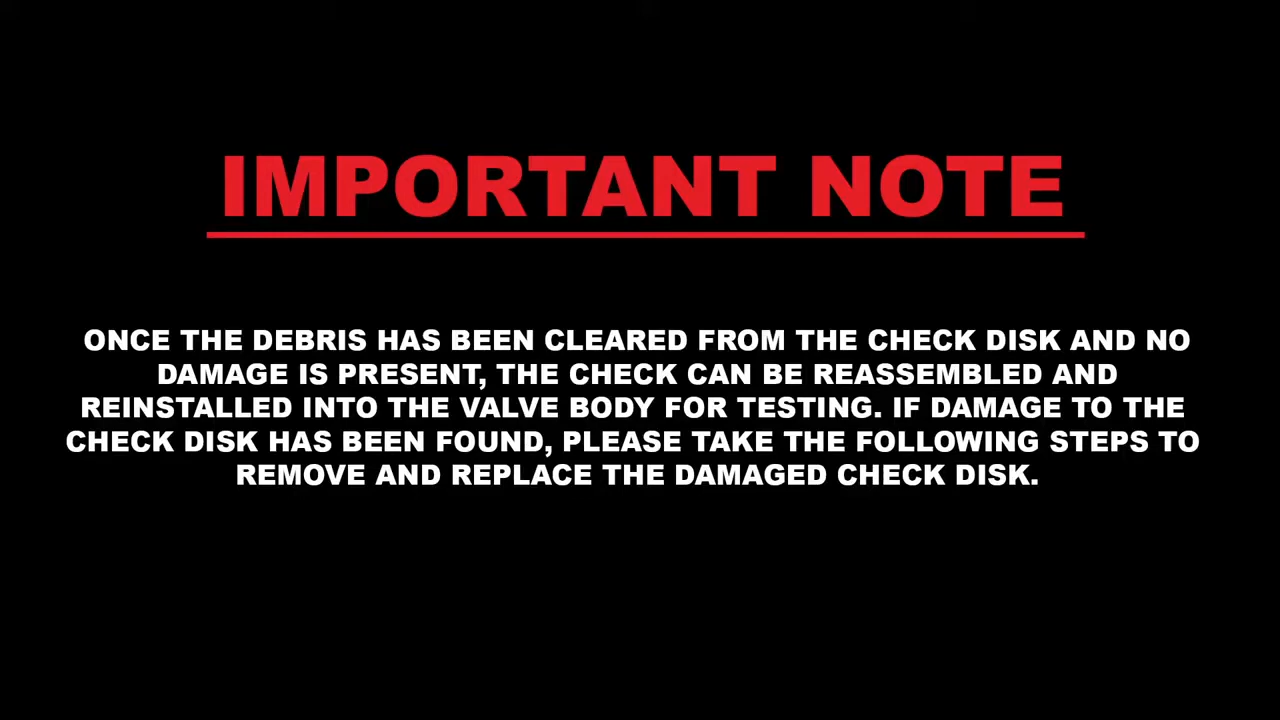 IMPORTANT NOTE
ONCE THE DEBRIS HAS BEEN CLEARED FROM THE CHECK DISK AND NO
DAMAGE IS PRESENT, THE CHECK CAN BE REASSEMBLED AND
REINSTALLED INTO THE VALVE BODY FOR TESTING. IF DAMAGE TO THE
CHECK DISK HAS BEEN FOUND, PLEASE TAKE THE FOLLOWING STEPS TO
REMOVE AND REPLACE THE DAMAGED CHECK DISK.